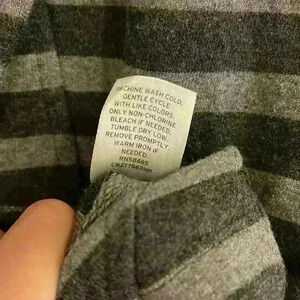 MACHINE WASH COLD,
GENTLE CYCLE
WITH LIKE COLORS.
ONLY NON-CHLORINE
BLEACH IF NEEDED.
TUMBLE DRY LOW.
REMOVE PROMPTLY.
WARM IRON IF
NEEDED.
RN58665